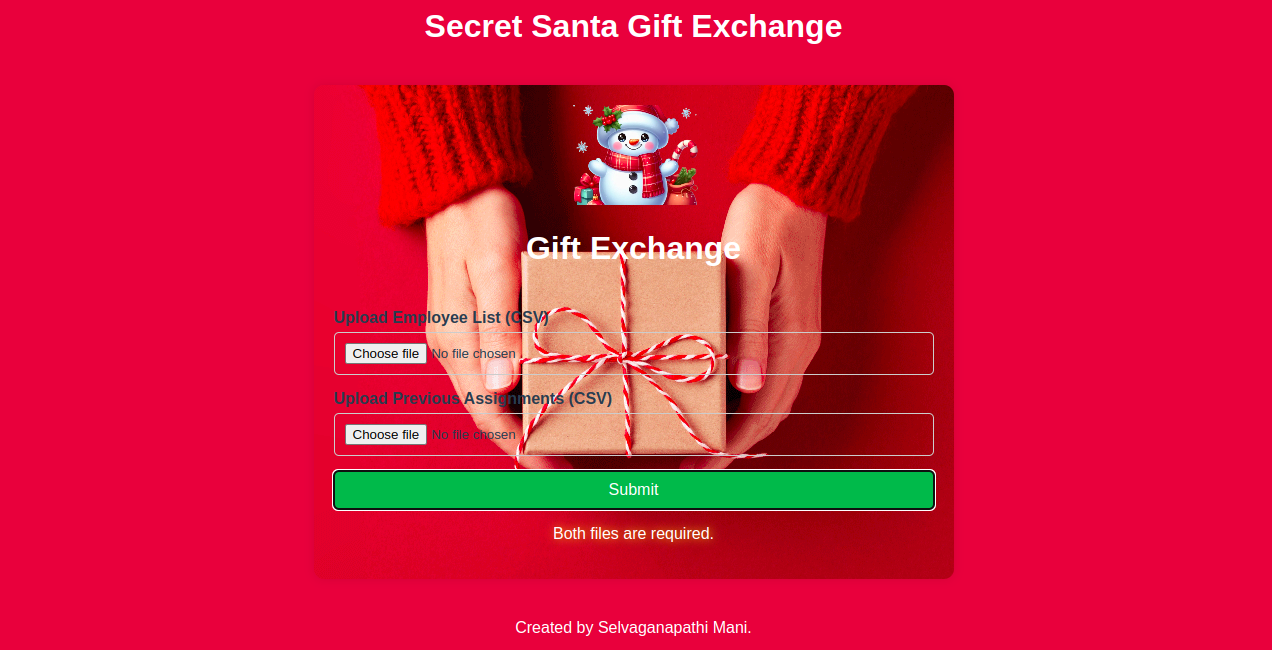 Secret Santa Gift Exchange
Gift Exchange
Upload Employee List (CSV)
Choose file No file chosen
Upload Previous Assignments (CSV)
Choose file No file chosen
Submit
Both files are required.
Created by Selvaganapathi Mani.